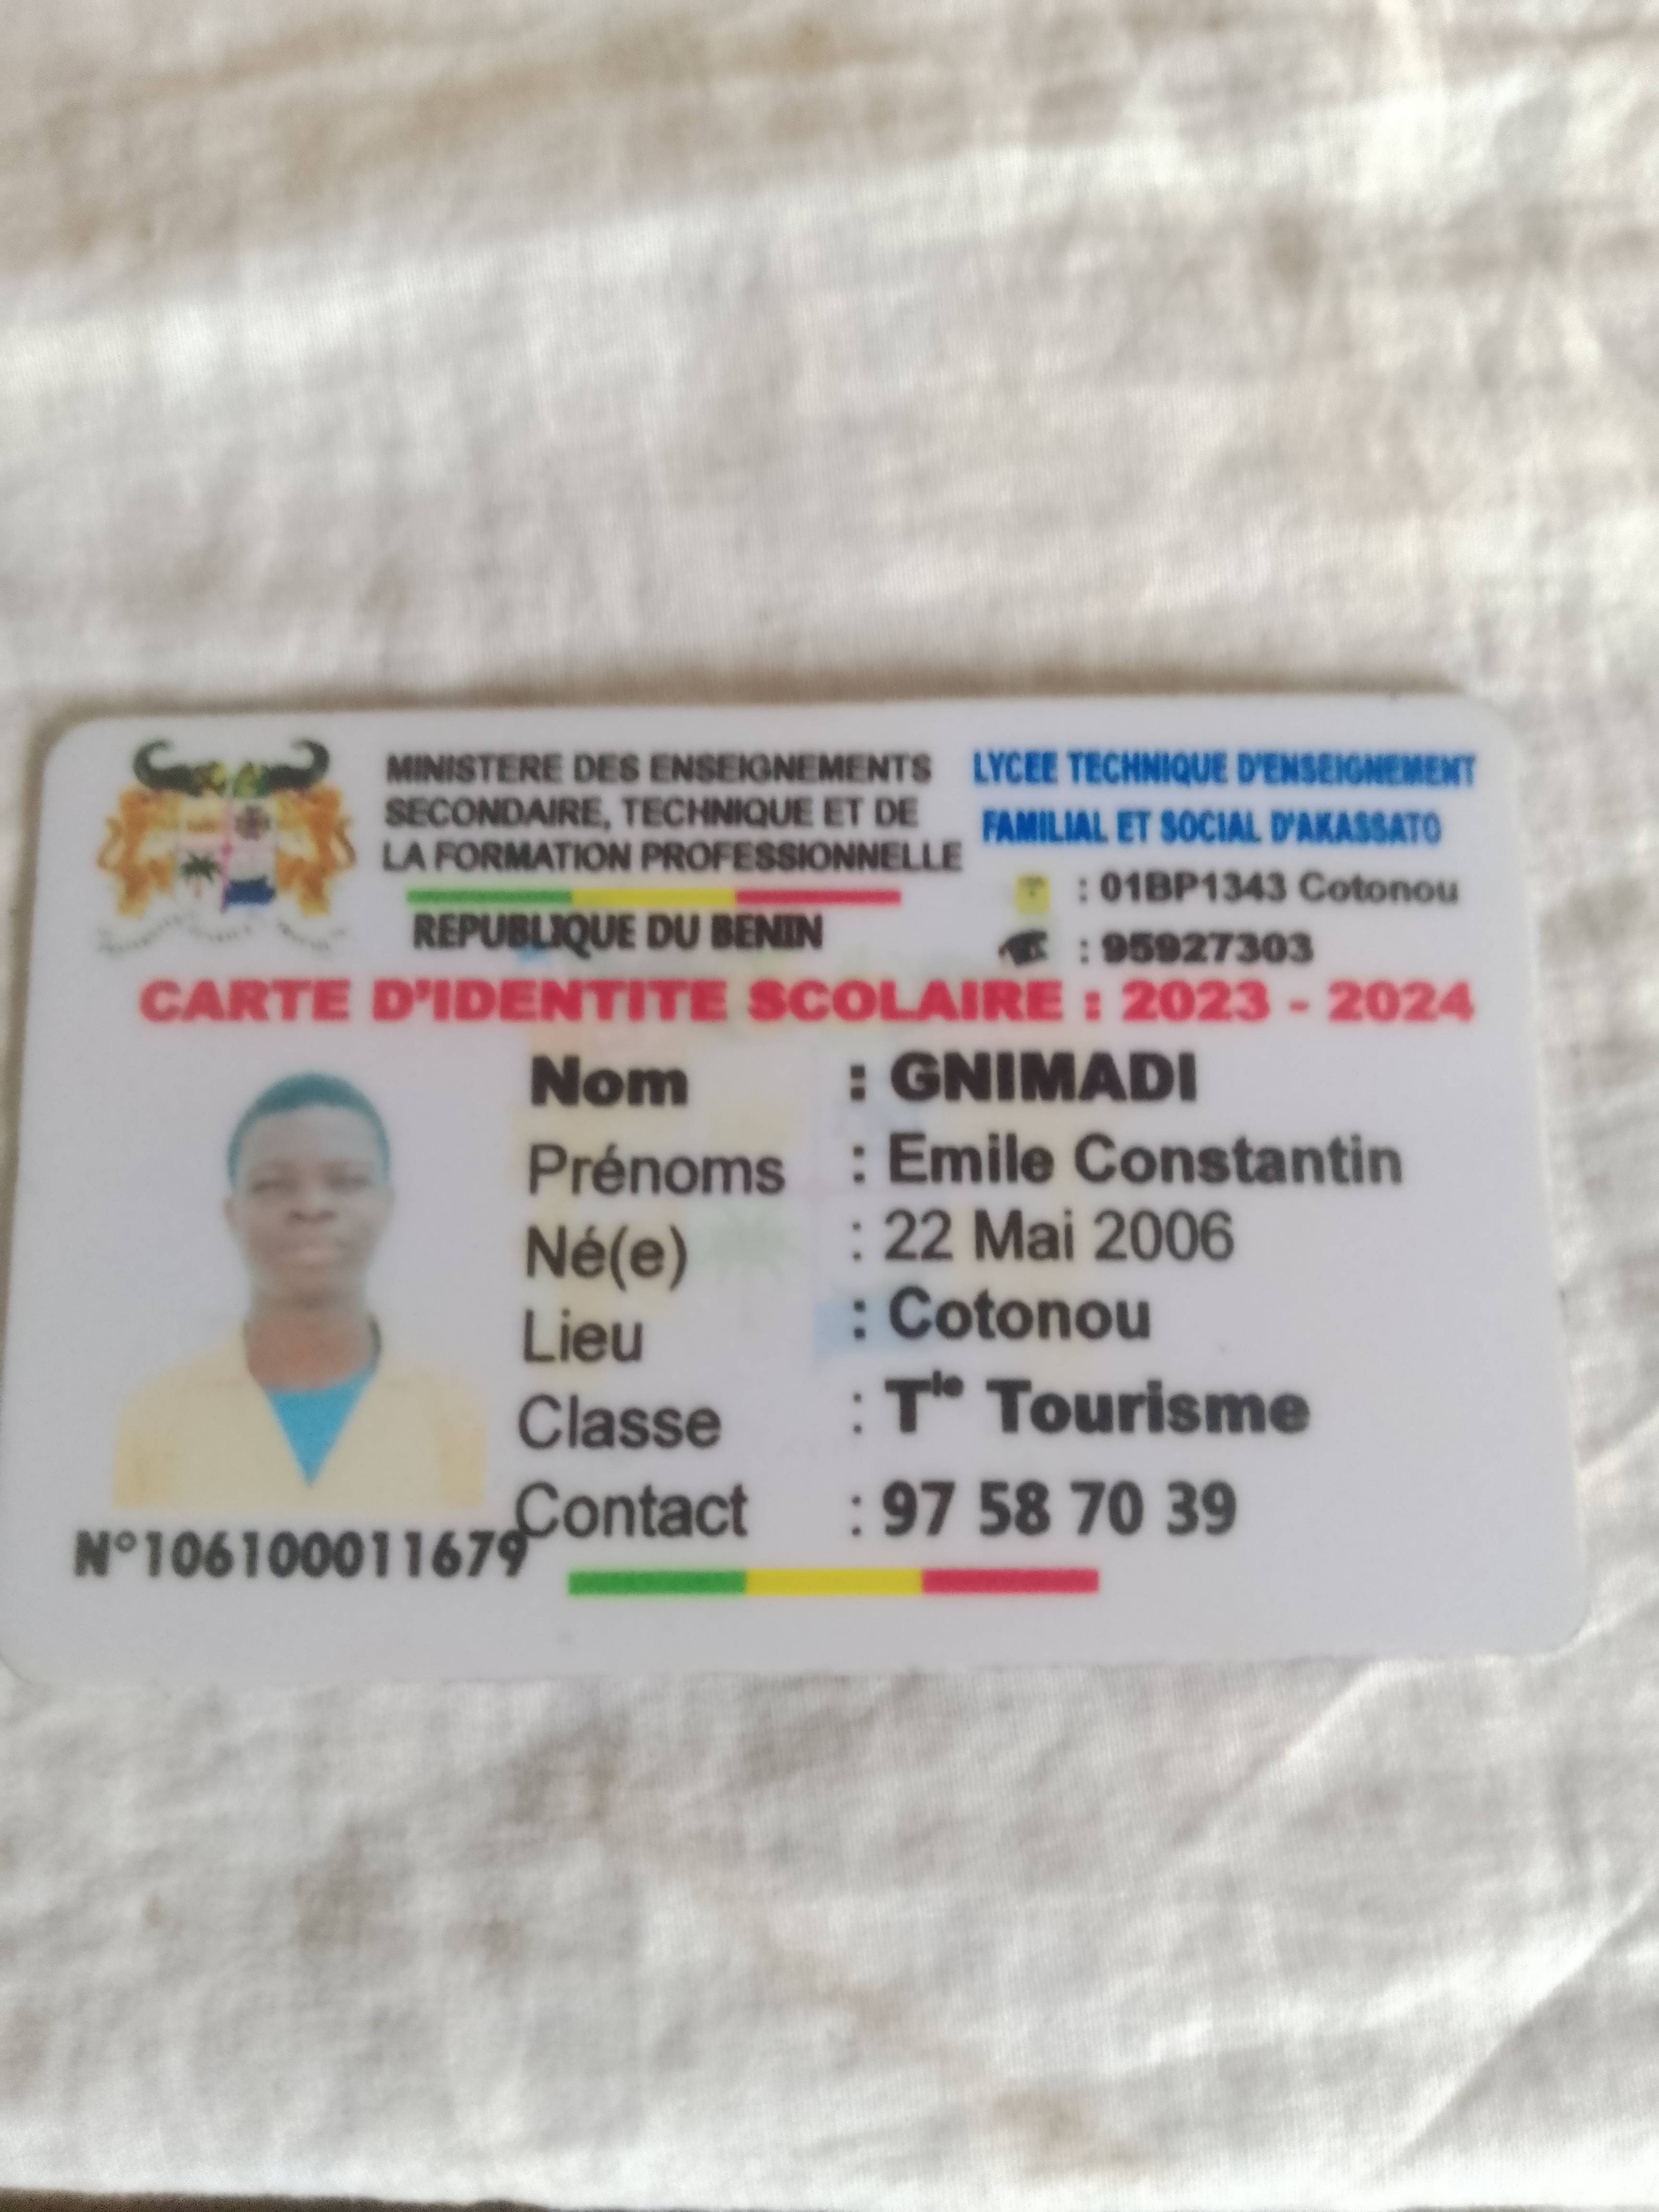 MINISTERE DES ENSEIGNEMENTS
SECONDAIRE, TECHNIQUE ET DE
LA FORMATION PROFESSIONNELLE
REPUBLIQUE DU BENIN
LYCEE TECHNIQUE D'ENSEIGNEMENT
FAMILIAL ET SOCIAL D'AKASSATO
: 01BP1343 Cotonou
: 95927303
CARTE D'IDENTITE SCOLAIRE : 2023 - 2024
Nom : GNIMADI
Prénoms : Emile Constantin
Né(e) : 22 Mai 2006
Lieu : Cotonou
Classe : Tle Tourisme
Contact : 97 58 70 39
N°106100011679